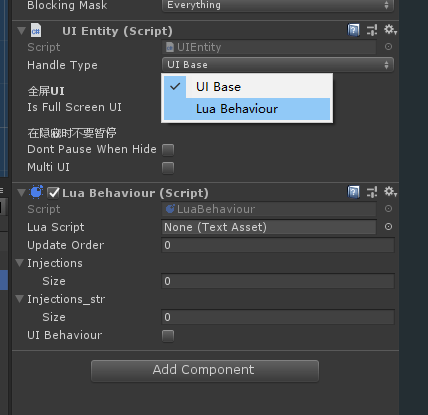 Blocking Mask Everything
UI Entity (Script)
Script UIEntity
Handle Type UI Base
UI Base
全屏UI
Is Full Screen UI
Lua Behaviour
在隐藏时不要暂停
Dont Pause When Hide
Multi UI
Lua Behaviour (Script)
Script LuaBehaviour
Lua Script None (Text Asset)
Update Order 0
Injections
Size 0
Injections_str
Size 0
UI Behaviour
Add Component